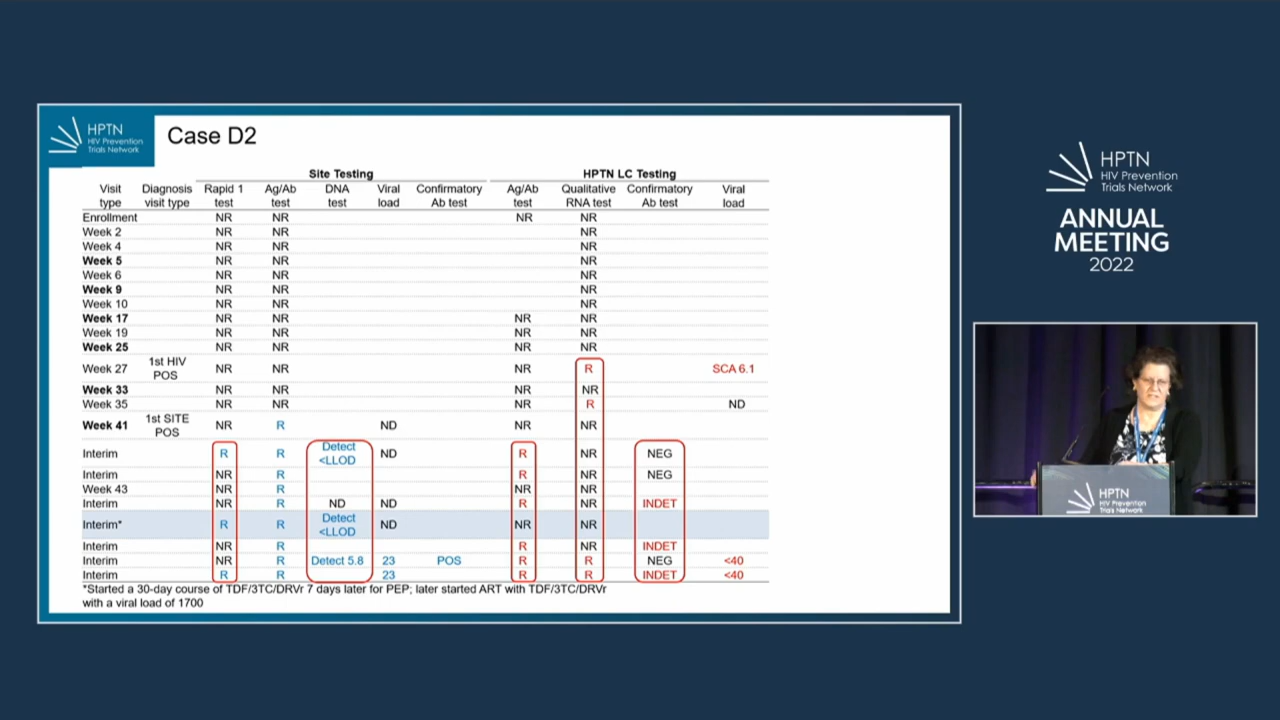 HPTN
HIV Prevention
Trials Network
Case D2
Site Testing HPTN LC Testing
Visit type Diagnosis visit type Rapid 1 test Ag/Ab test DNA test Viral load Confirmatory Ab test Ag/Ab test Qualitative RNA test Confirmatory Ab test Viral load
Enrollment NR NR NR NR
Week 2 NR NR NR
Week 4 NR NR NR
Week 5 NR NR NR
Week 6 NR NR NR
Week 9 NR NR NR
Week 10 NR NR NR
Week 17 NR NR NR NR
Week 19 NR NR NR NR
Week 25 NR NR NR NR
Week 27 1st HIV POS NR NR NR R SCA 6.1
Week 33 NR NR NR NR
Week 35 NR NR NR R ND
Week 41 1st SITE POS NR R ND NR NR
Interim R R Detect <LLOD ND R NR NEG
Interim NR R R NR NEG
Week 43 NR R NR NR
Interim NR R ND ND R NR INDET
Interim* R R Detect <LLOD ND NR NR
Interim NR R R NR INDET
Interim NR R Detect 5.8 23 POS R R NEG <40
Interim R R 23 R R INDET <40
*Started a 30-day course of TDF/3TC/DRVr 7 days later for PEP; later started ART with TDF/3TC/DRVr
with a viral load of 1700
HPTN
HIV Prevention
Trials Network
ANNUAL
MEETING
2022
HPTN
HIV Prevention
Trials Network